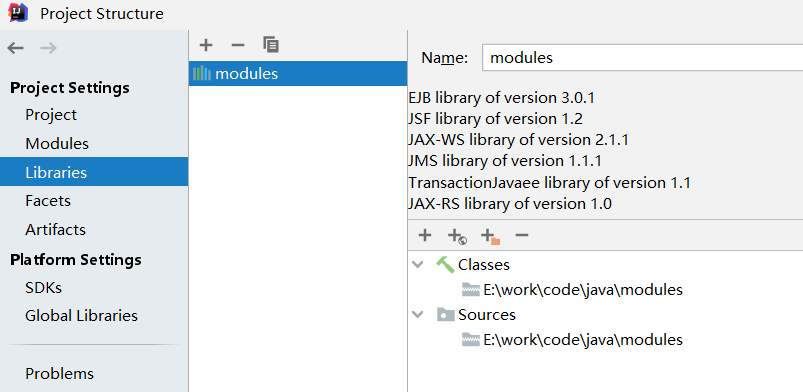 Project Structure
Project Settings
Project
Modules
Libraries
Facets
Artifacts
Platform Settings
SDKs
Global Libraries
Problems
modules
Name: modules
EJB library of version 3.0.1
JSF library of version 1.2
JAX-WS library of version 2.1.1
JMS library of version 1.1.1
TransactionJavaee library of version 1.1
JAX-RS library of version 1.0
Classes
E:\work\code\java\modules
Sources
E:\work\code\java\modules